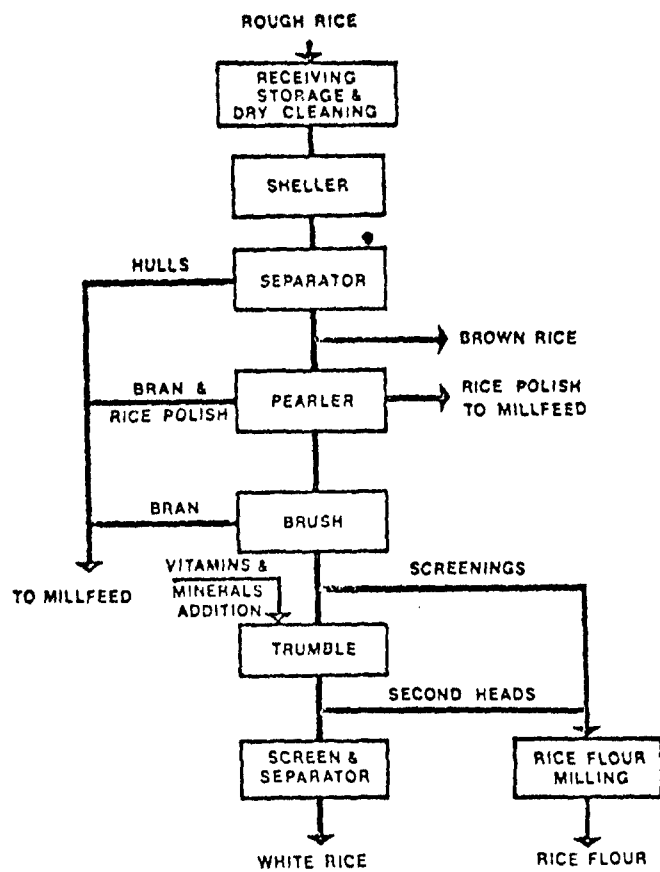 ROUGH RICE
RECEIVING
STORAGE &
DRY CLEANING
SHELLER
HULLS
SEPARATOR
BROWN RICE
BRAN &
RICE POLISH
PEARLER
RICE POLISH
TO MILLFEED
BRAN
BRUSH
TO MILLFEED
VITAMINS &
MINERALS
ADDITION
SCREENINGS
TRUMBLE
SECOND HEADS
SCREEN &
SEPARATOR
RICE FLOUR
MILLING
WHITE RICE
RICE FLOUR